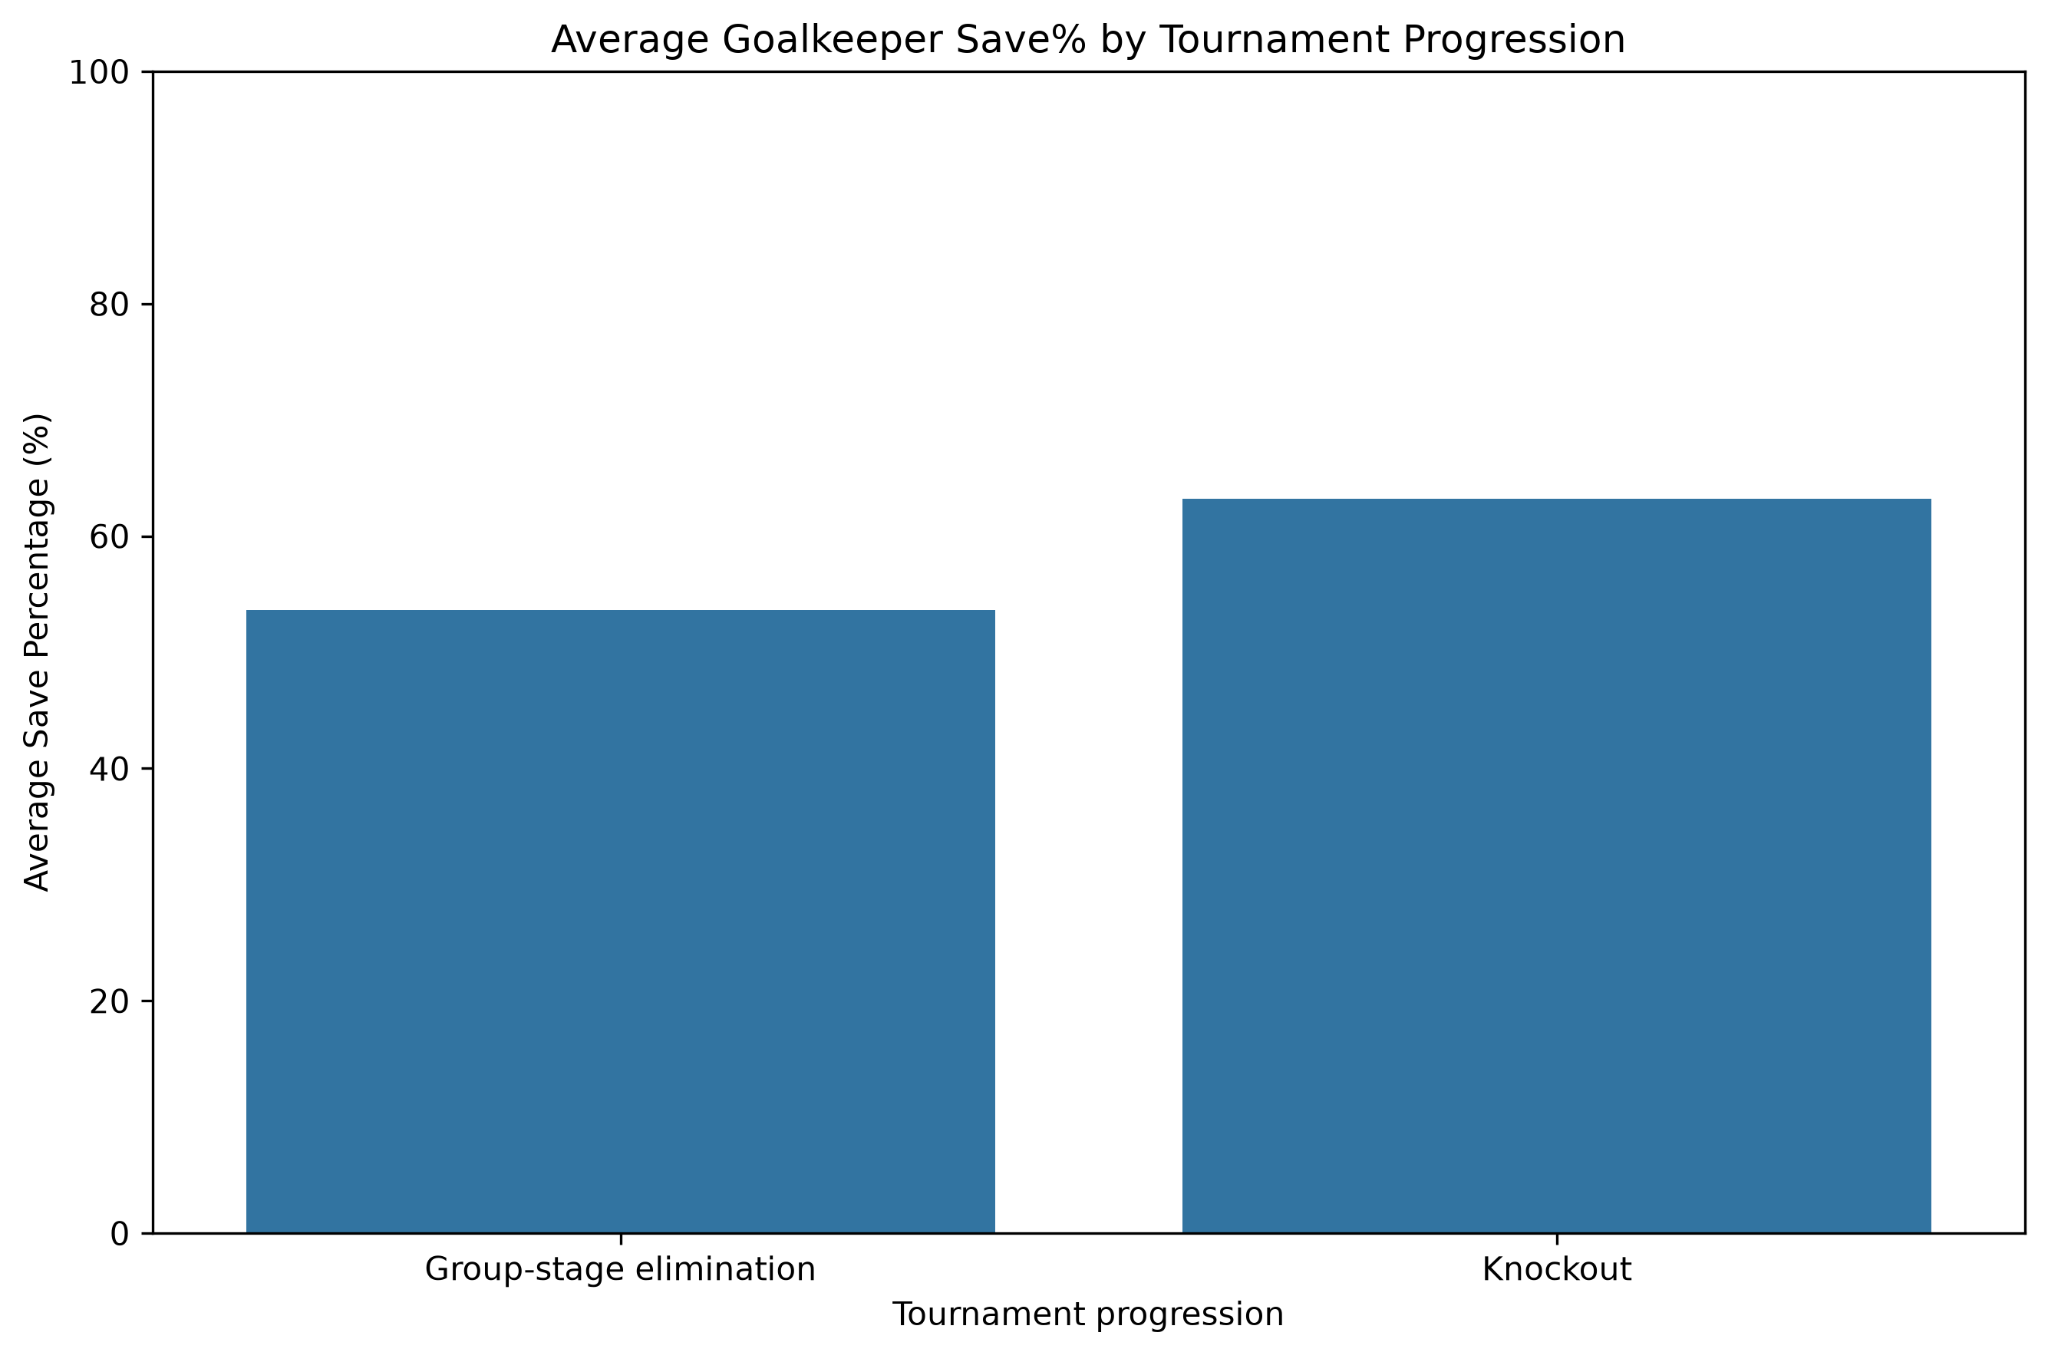 Average Goalkeeper Save% by Tournament Progression
100
80
60
40
20
0
Average Save Percentage (%)
Group-stage elimination
Knockout
Tournament progression